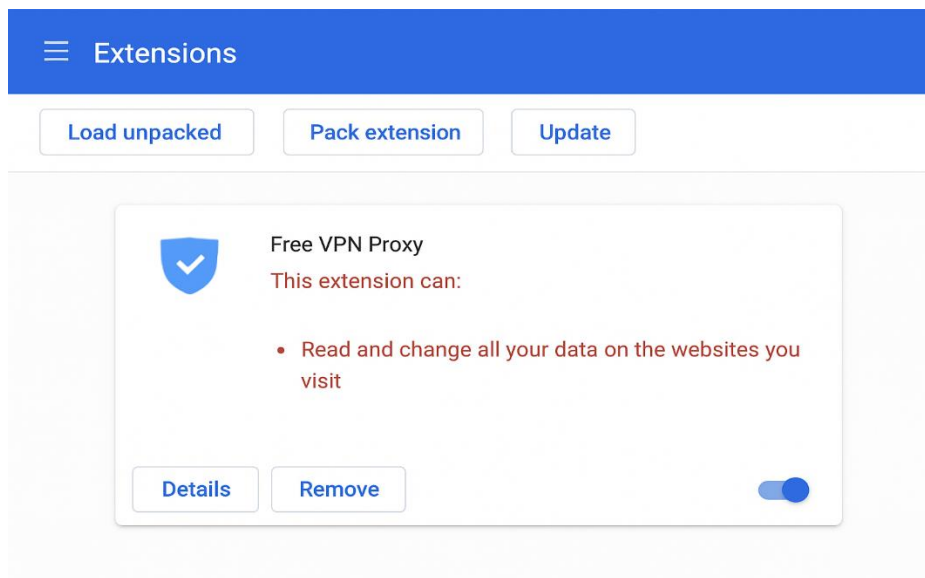 Extensions
Load unpacked Pack extension Update
Free VPN Proxy
This extension can:
• Read and change all your data on the websites you
visit
Details Remove